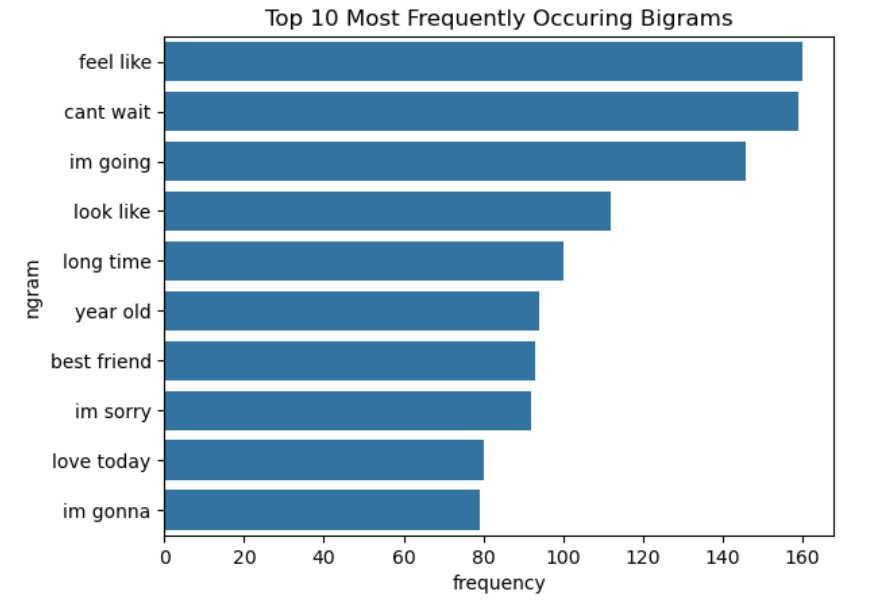 Top 10 Most Frequently Occuring Bigrams
feel like
cant wait
im going
look like
long time
year old
best friend
im sorry
love today
im gonna
ngram
0 20 40 60 80 100 120 140 160
frequency